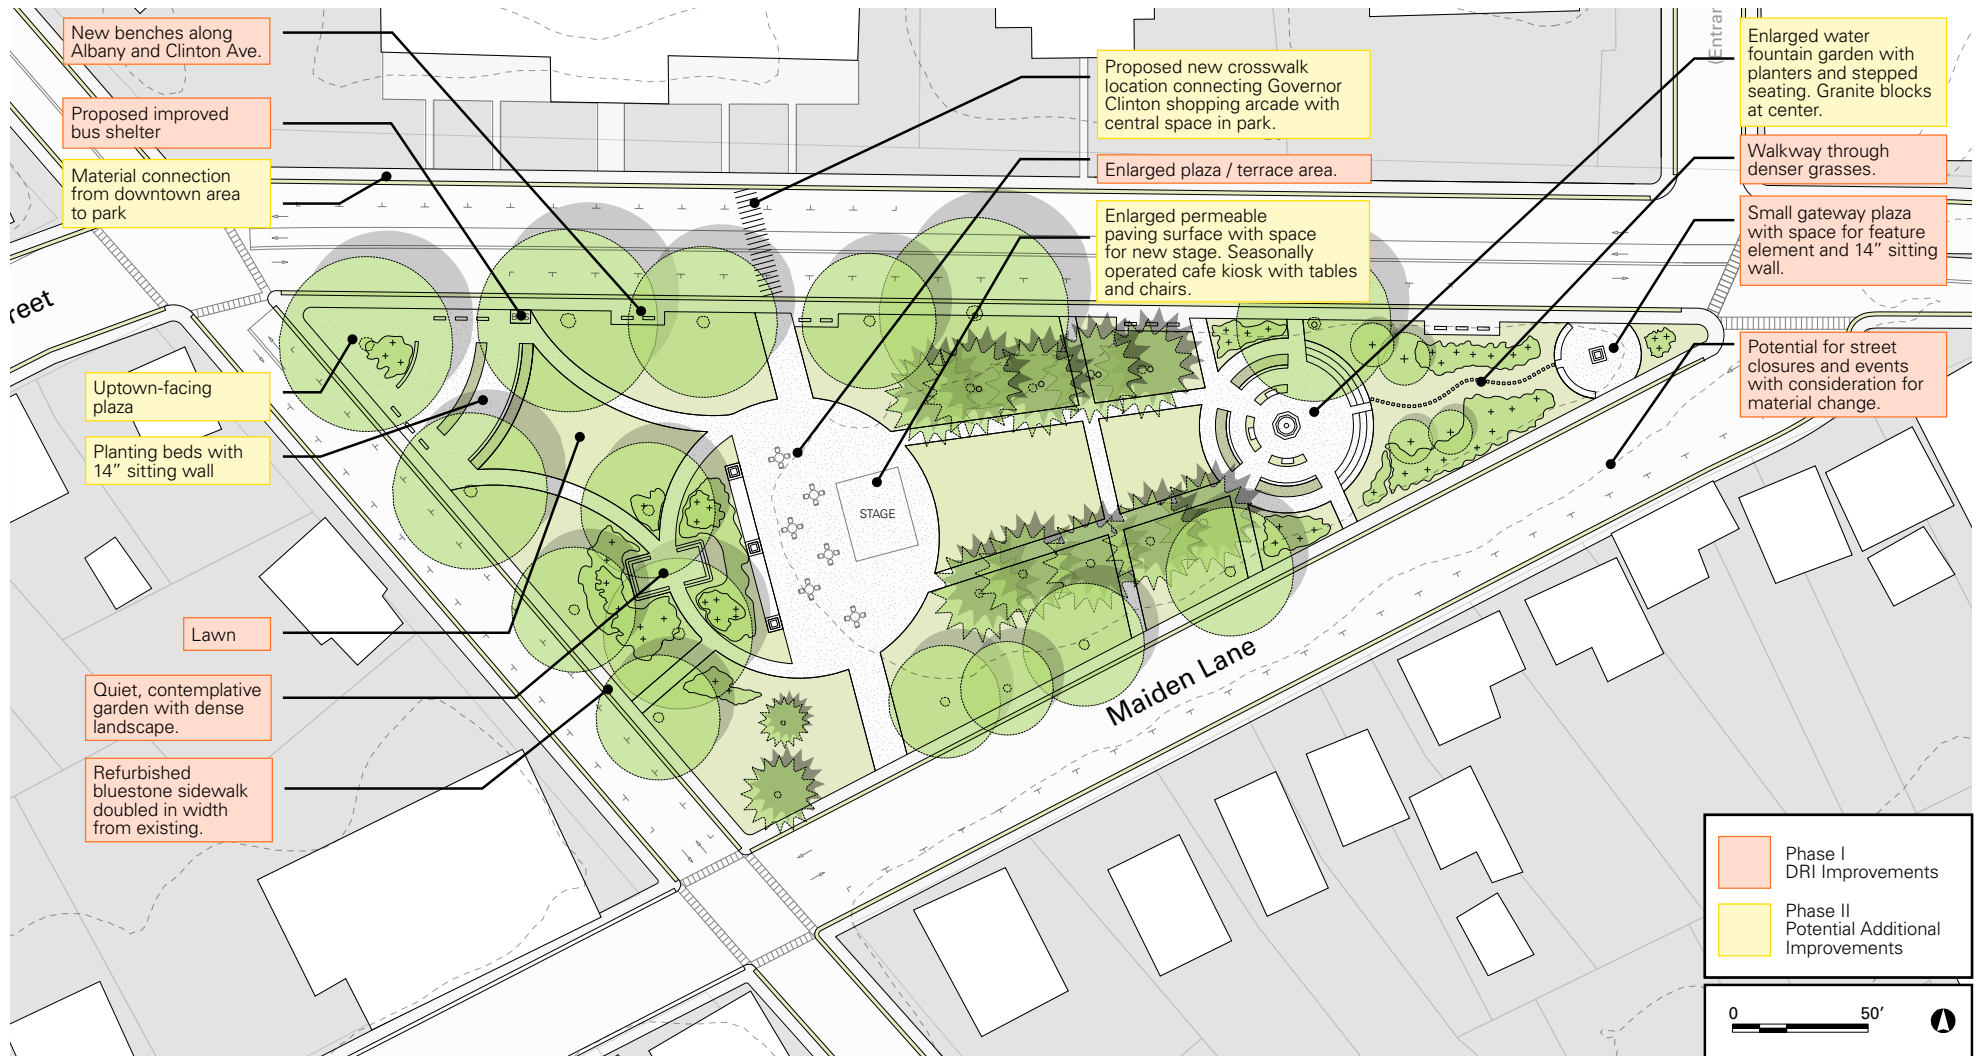 New benches along
Albany and Clinton Ave.
Proposed improved
bus shelter
Material connection
from downtown area
to park
Uptown-facing
plaza
Planting beds with
14” sitting wall
Lawn
Quiet, contemplative
garden with dense
landscape.
Refurbished
bluestone sidewalk
doubled in width
from existing.
Proposed new crosswalk
location connecting Governor
Clinton shopping arcade with
central space in park.
Enlarged plaza / terrace area.
Enlarged permeable
paving surface with space
for new stage. Seasonally
operated cafe kiosk with tables
and chairs.
STAGE
Maiden Lane
reet
(Entrar
Enlarged water
fountain garden with
planters and stepped
seating. Granite blocks
at center.
Walkway through
denser grasses.
Small gateway plaza
with space for feature
element and 14” sitting
wall.
Potential for street
closures and events
with consideration for
material change.
Phase I
DRI Improvements
Phase II
Potential Additional
Improvements
0 50’